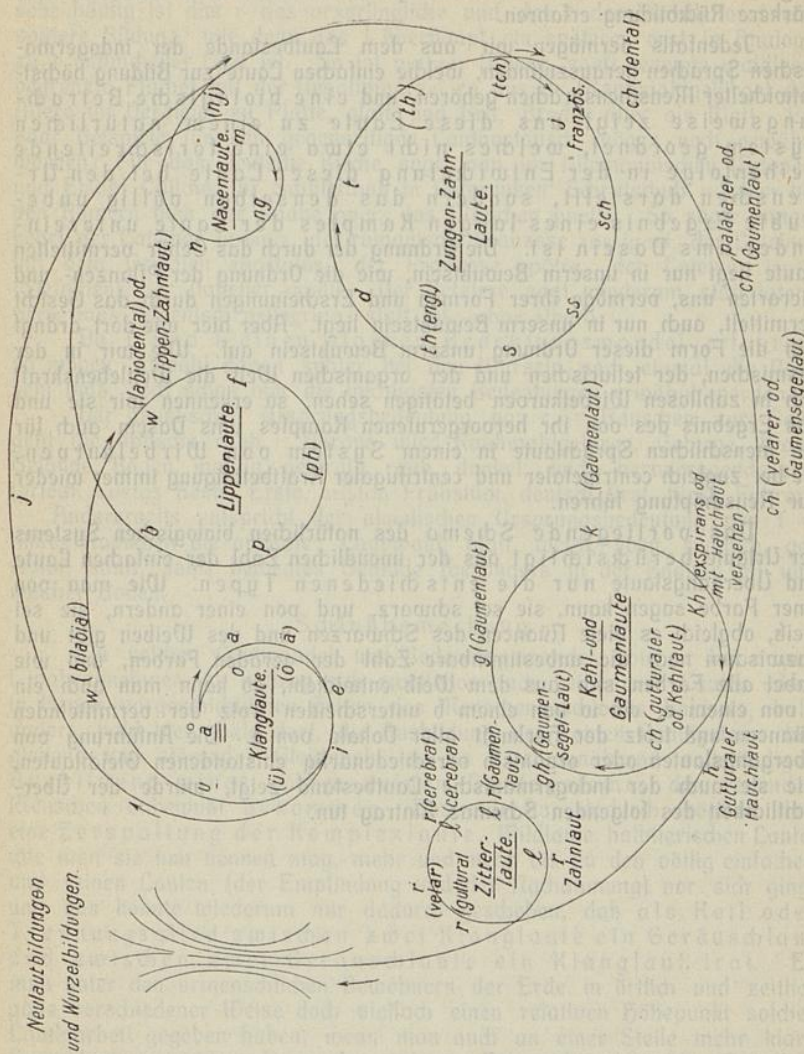 Neulautbildungen
und Wurzelbildungen.
j
w (bilabial)
w (labiodental) od.
Lippen-Zahnlaut.)
n
Nasenlaute.
m
(nj)
ng
b
Lippenlaute.
f
p
(ph)
å
a
≡
a
o
(ö
ä)
u
Klanglaute.
(ü)
i
e
d
t
(th)
(tch)
th (engl)
Zungen-Zahn-
Laute.
s
ss
sch
j
Französ.
ch (dental)
ch (palataler od
Gaumenlaut)
ch (velarer od
Gaumensegellaut)
g (Gaumenlaut)
k (Gaumenlaut)
Kehl-und
Gaumenlaute
gh (Gaumen-
segel-Laut)
ch (gutturaler
od Kehllaut)
Kh (exspirans od
mit Hauchlaut
versehen)
h,
Gutturaler
Hauchlaut
r
(velar)
r (guttural
r (Cerebral)
l (cerebral)
l r (Gaumen-
laut)
Zitter-
laute.
l
r
Zahnlaut